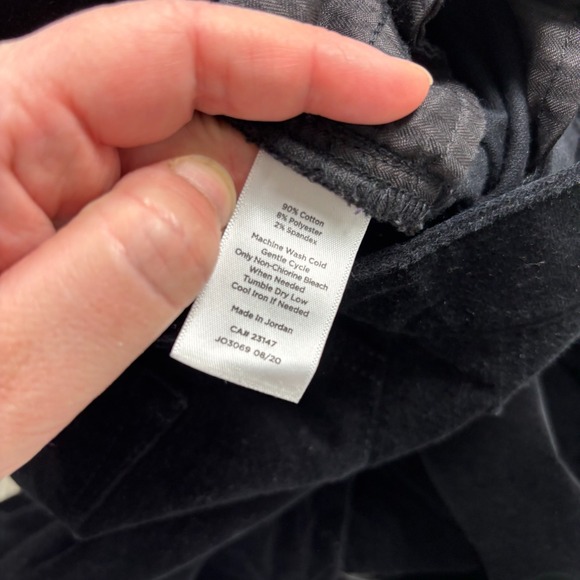 90% Cotton
8% Polyester
2% Spandex
Machine Wash Cold
Gentle Cycle
Only Non-Chlorine Bleach
When Needed
Tumble Dry Low
Cool Iron If Needed
Made in Jordan
CA# 23147
JO3069 08/20